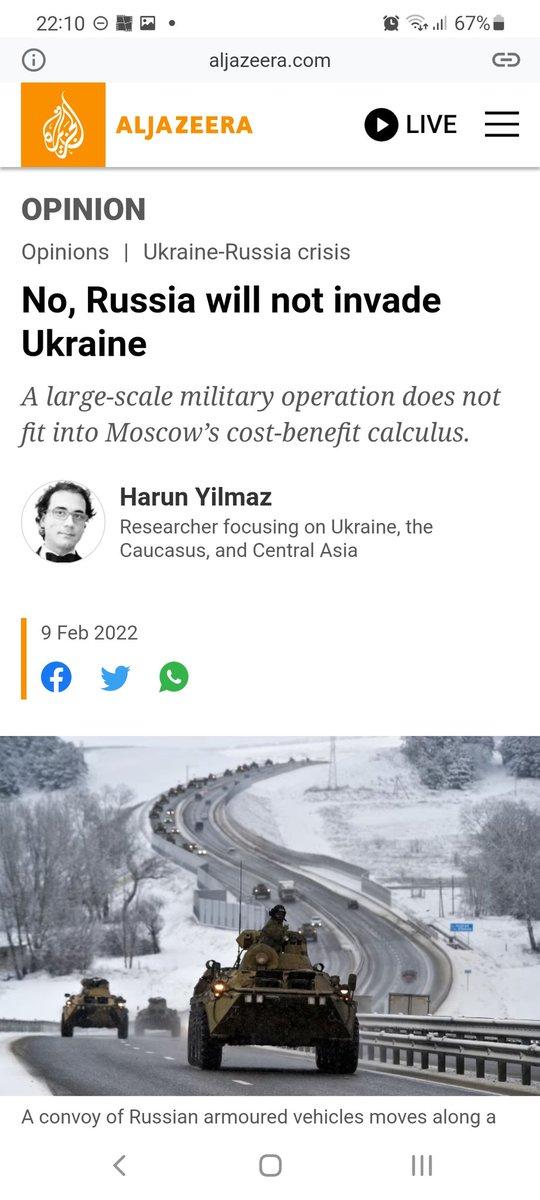 22:10
67%
aljazeera.com
ALJAZEERA
LIVE
OPINION
Opinions | Ukraine-Russia crisis
No, Russia will not invade
Ukraine
A large-scale military operation does not
fit into Moscow’s cost-benefit calculus.
Harun Yilmaz
Researcher focusing on Ukraine, the
Caucasus, and Central Asia
9 Feb 2022
A convoy of Russian armoured vehicles moves along a